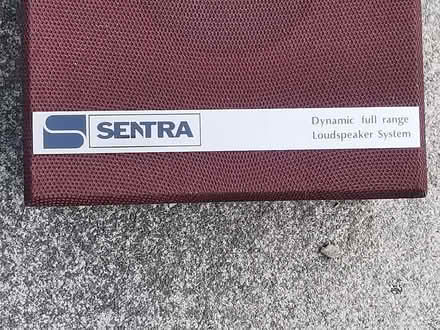 SENTRA
Dynamic full range
Loudspeaker System